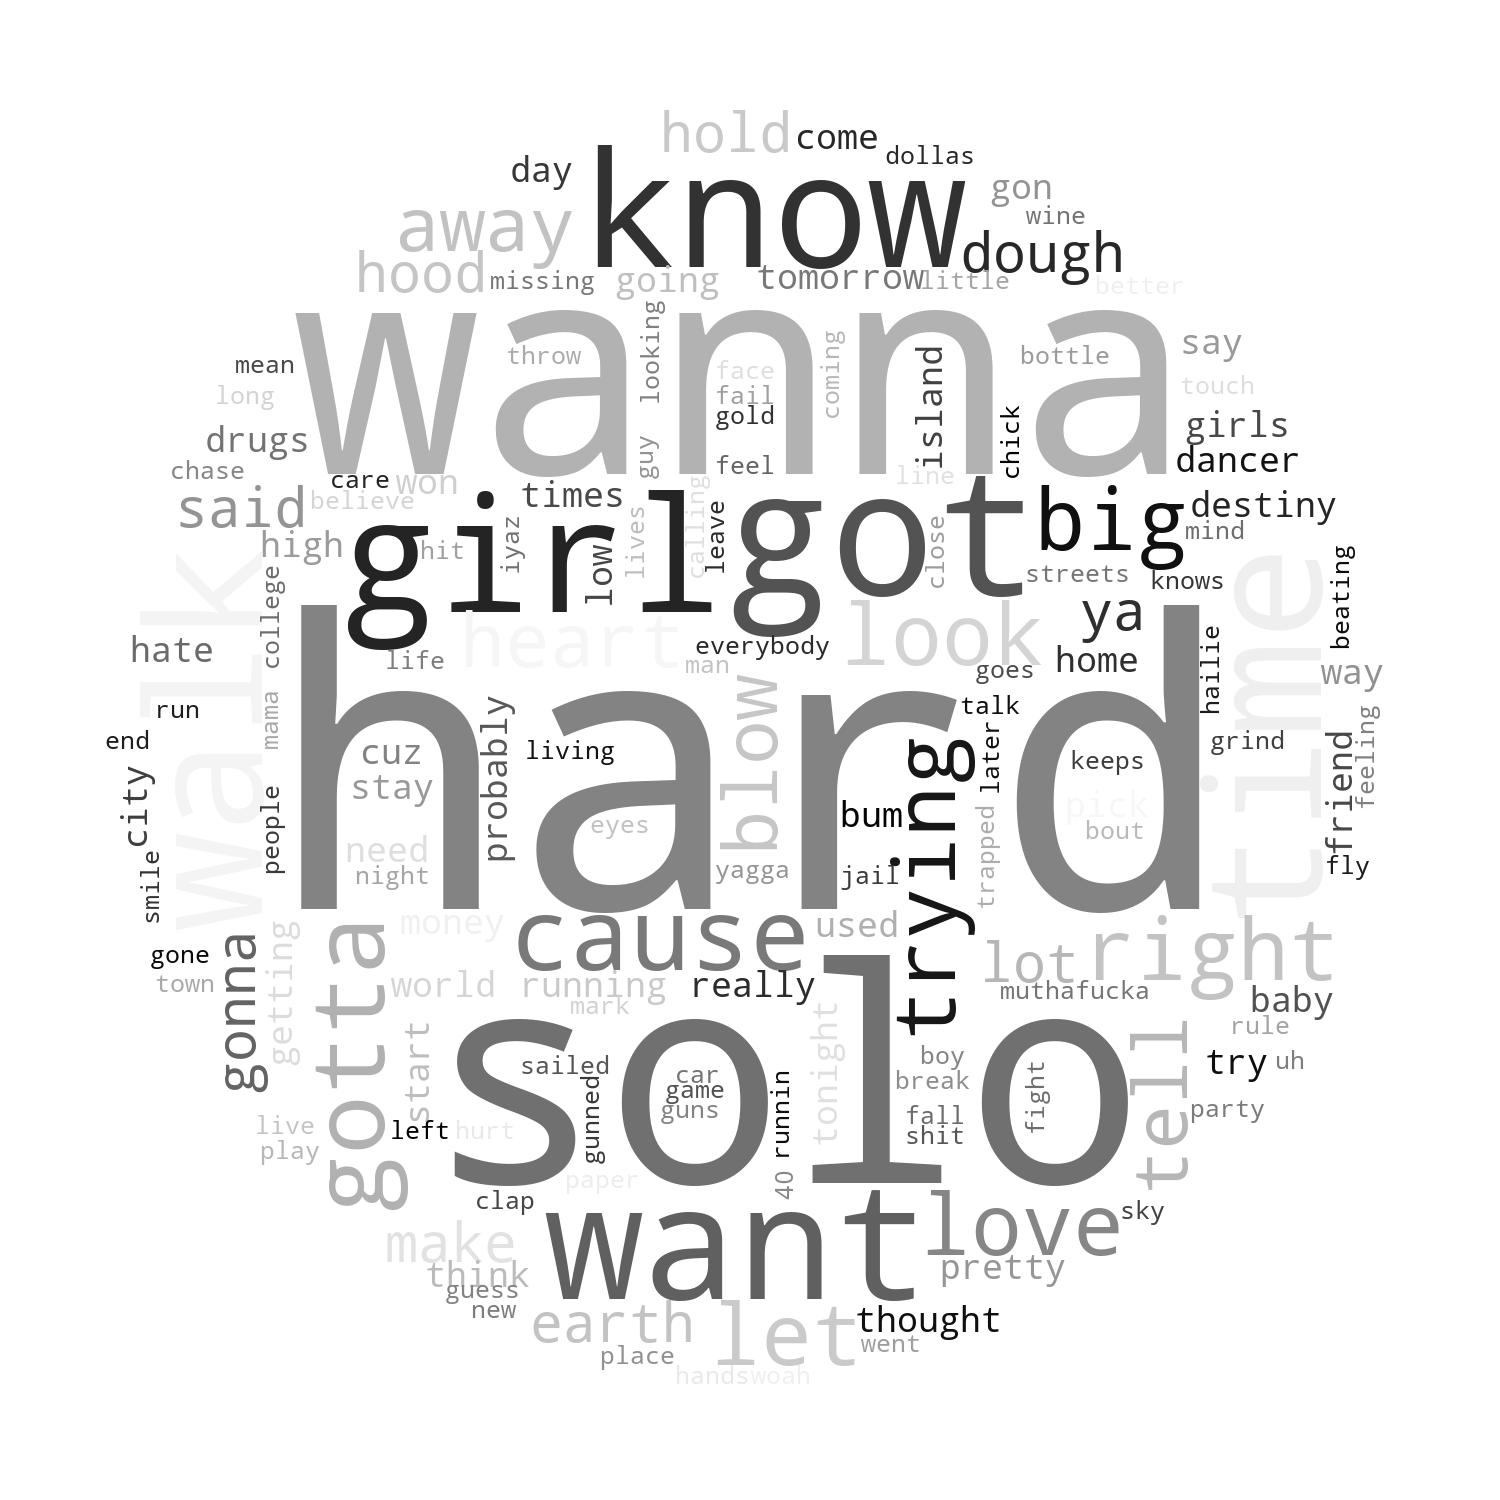 hold come dollas
day know gon
away wine
dough
hood missing going tomorrow little better
wanna
mean throw looking face coming island bottle say
long fail touch
drugs guy gold chick girls
chase feel dancer
care won line
said believe times girl got big destiny
high hit iyaz low lives calling leave close mind
streets knows beating
walk college heart look ya time
hate life everybody man goes home hailie way
run mama hard talk
end cuz probably living blow trying later keeps grind feeling
city stay bum pick friend
people need eyes bout
smile night yagga jail trapped fly
gone gonna getting gotta money cause used lot right
town world running really muthafucka baby
mark rule
start solo tonight tell
sailed car boy try uh
gunned game runnin break fight
guns fall party
live left hurt shit
play
paper 40
clap want love sky
make
think pretty
guess
new earth let thought
place went
hands woah